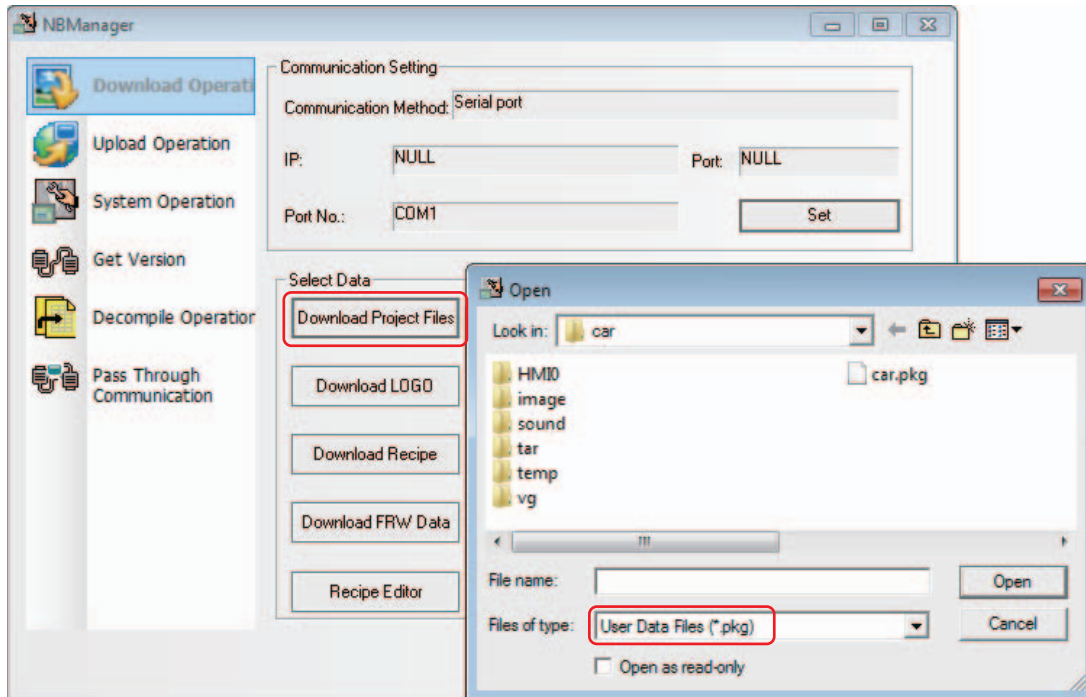 NBManager
Download Operati
Upload Operation
System Operation
Get Version
Decompile Operation
Pass Through
Communication
Communication Setting
Communication Method: Serial port
IP: NULL Port: NULL
Port No.: COM1 Set
Select Data
Download Project Files
Download LOGO
Download Recipe
Download FRW Data
Recipe Editor
Open
Look in: car
HMI0 car.pkg
image
sound
tar
temp
vg
File name: Open
Files of type: User Data Files (*.pkg) Cancel
Open as read-only